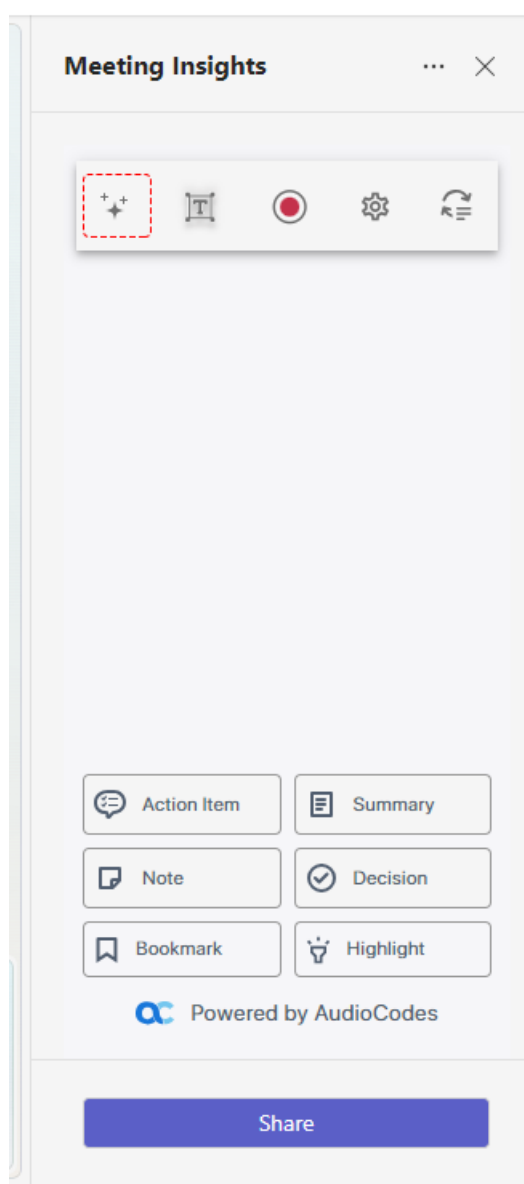 Meeting Insights
T
Action Item
Summary
Note
Decision
Bookmark
Highlight
Powered by AudioCodes
Share